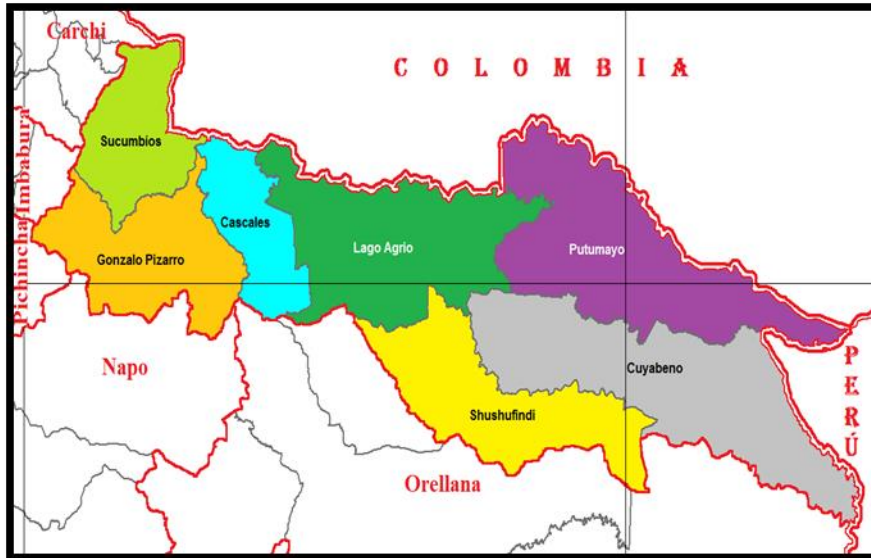 Carchi
COLOMBIA
Sucumbios
Pichincha Imbabura
Cascales
Lago Agrio
Putumayo
Gonzalo Pizarro
Napo
Cuyabeno
PERÚ
Shushufindi
Orellana